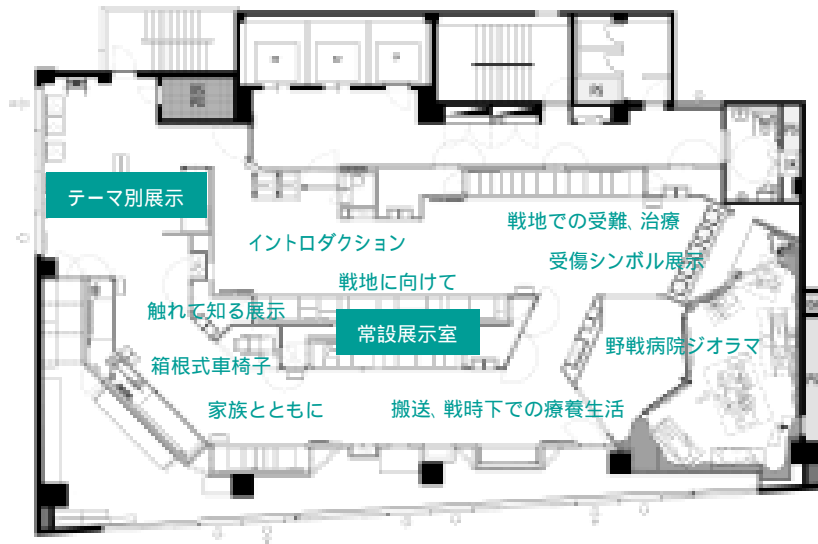 テーマ別展示
イントロダクション
戦地での受難、治療
受傷シンボル展示
戦地に向けて
触れて知る展示
常設展示室
野戦病院ジオラマ
箱根式車椅子
家族とともに
搬送、戦時下での療養生活